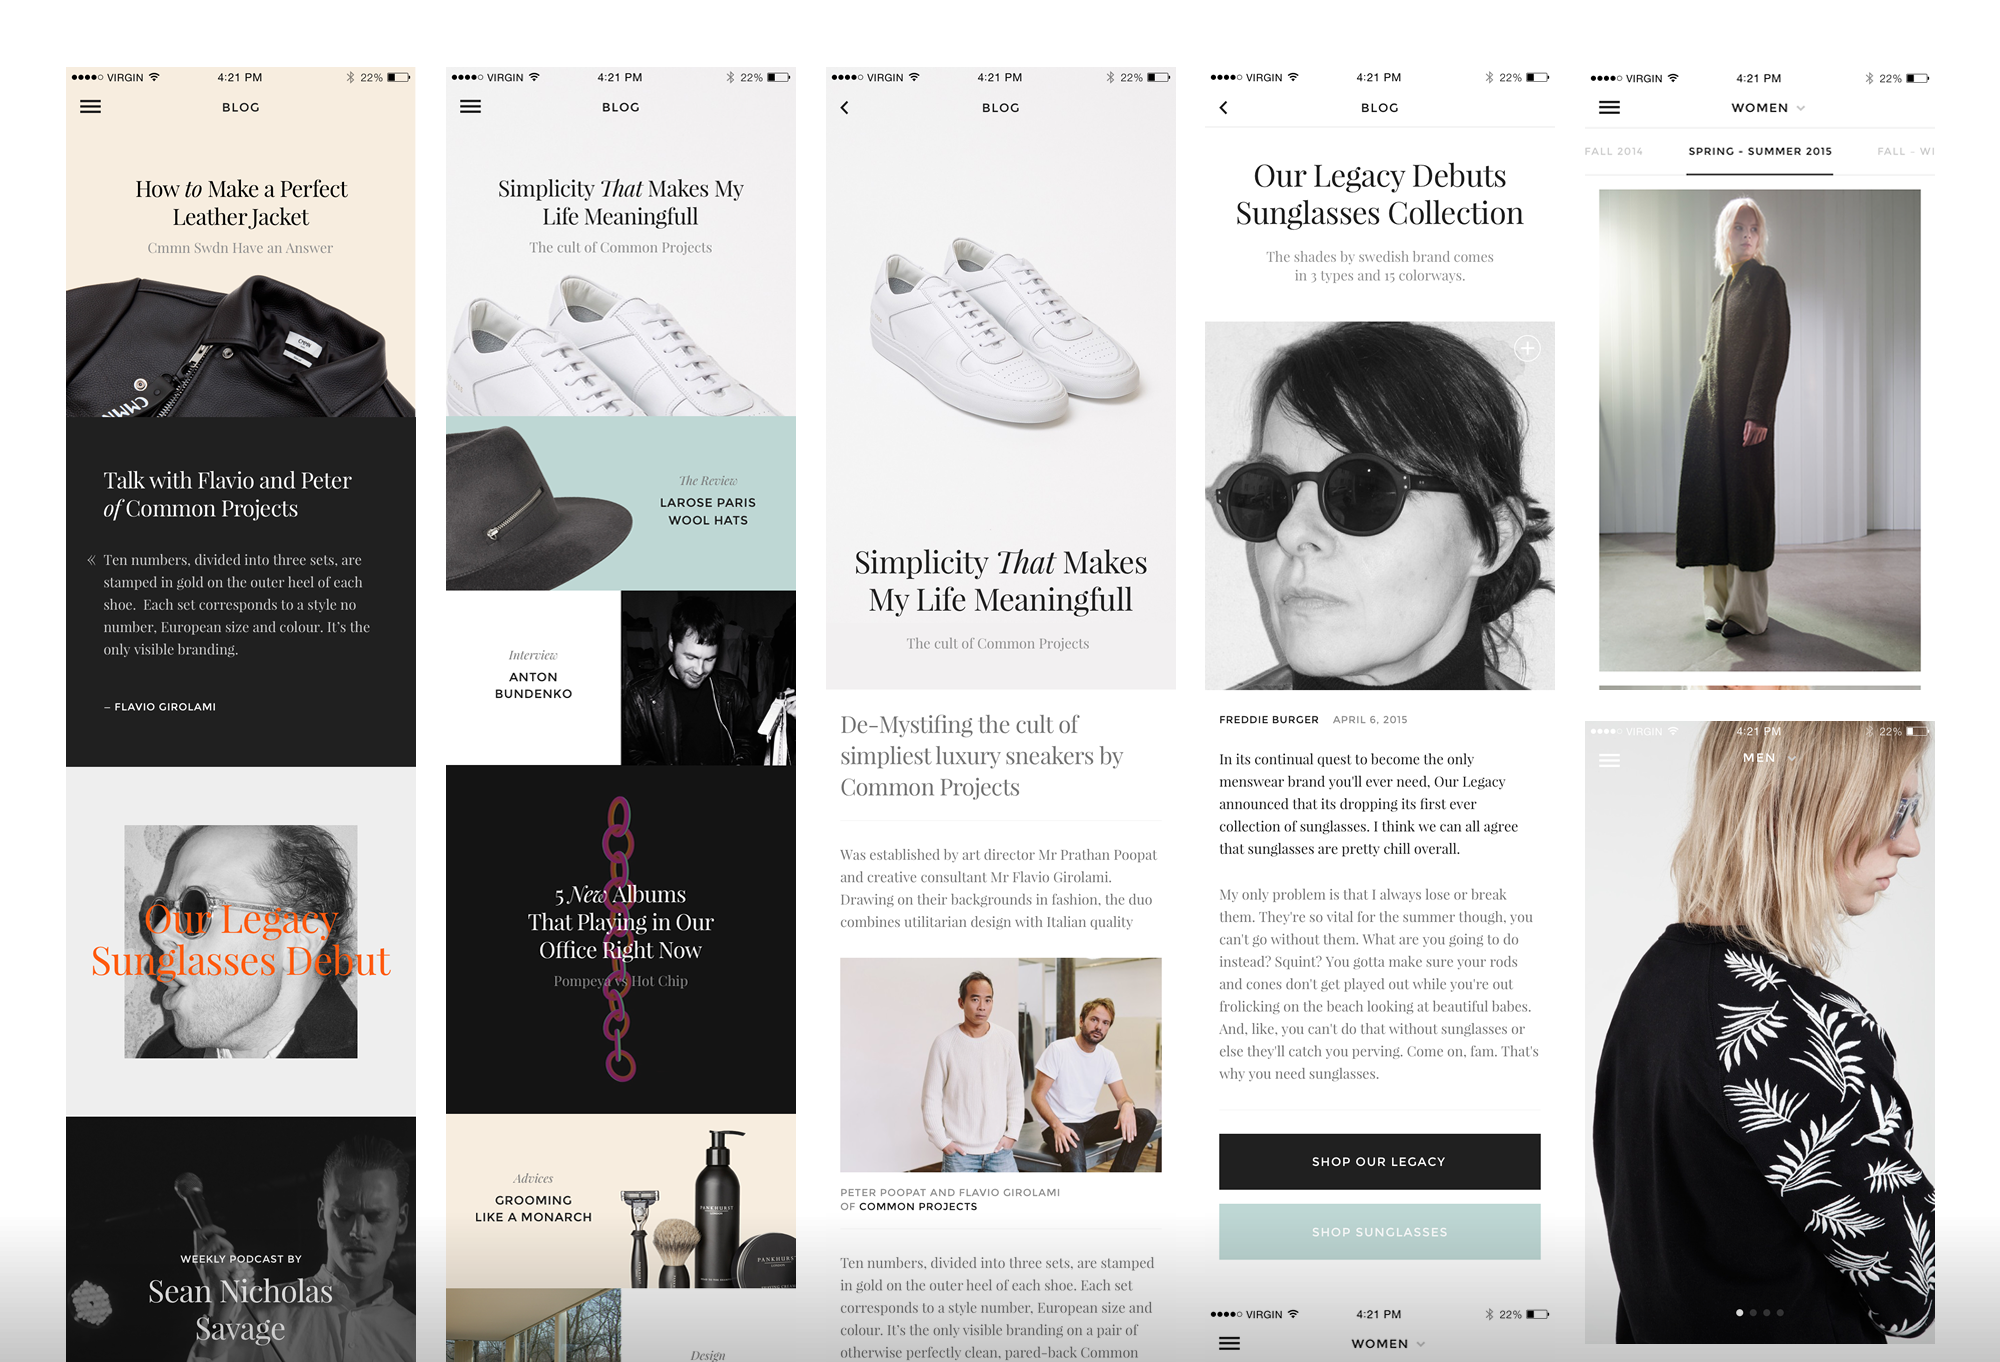 VIRGIN 4:21 PM 22%
BLOG
How to Make a Perfect
Leather Jacket
Cmmn Swdn Have an Answer
CMMN
Talk with Flavio and Peter
of Common Projects
« Ten numbers, divided into three sets, are
stamped in gold on the outer heel of each
shoe. Each set corresponds to a style no
number, European size and colour. It's the
only visible branding.
– FLAVIO GIROLAMI
Our Legacy
Sunglasses Debut
WEEKLY PODCAST BY
Sean Nicholas
Savage
VIRGIN 4:21 PM 22%
BLOG
Simplicity That Makes My
Life Meaningfull
The cult of Common Projects
The Review
LAROSE PARIS
WOOL HATS
Interview
ANTON
BUNDENKO
5 New Albums
That Playing in Our
Office Right Now
Pompeya vs Hot Chip
Advices
GROOMING
LIKE A MONARCH
PANKHURST
PANKHURST
Design
VIRGIN 4:21 PM 22%
BLOG
Simplicity That Makes
My Life Meaningfull
The cult of Common Projects
De-Mystifing the cult of
simpliest luxury sneakers by
Common Projects
Was established by art director Mr Prathan Poopat
and creative consultant Mr Flavio Girolami.
Drawing on their backgrounds in fashion, the duo
combines utilitarian design with Italian quality
PETER POOPAT AND FLAVIO GIROLAMI
OF COMMON PROJECTS
Ten numbers, divided into three sets, are stamped
in gold on the outer heel of each shoe. Each set
corresponds to a style number, European size and
colour. It's the only visible branding on a pair of
otherwise perfectly clean, pared-back Common
VIRGIN 4:21 PM 22%
BLOG
Our Legacy Debuts
Sunglasses Collection
The shades by swedish brand comes
in 3 types and 15 colorways.
FREDDIE BURGER APRIL 6, 2015
In its continual quest to become the only
menswear brand you'll ever need, Our Legacy
announced that its dropping its first ever
collection of sunglasses. I think we can all agree
that sunglasses are pretty chill overall.
My only problem is that I always lose or break
them. They're so vital for the summer though, you
can't go without them. What are you going to do
instead? Squint? You gotta make sure your rods
and cones don't get played out while you're out
frolicking on the beach looking at beautiful babes.
And, like, you can't do that without sunglasses or
else they'll catch you perving. Come on, fam. That's
why you need sunglasses.
SHOP OUR LEGACY
SHOP SUNGLASSES
VIRGIN 4:21 PM 22%
WOMEN
VIRGIN 4:21 PM 22%
WOMEN
FALL 2014 SPRING - SUMMER 2015 FALL - WI
VIRGIN 4:21 PM 22%
MEN